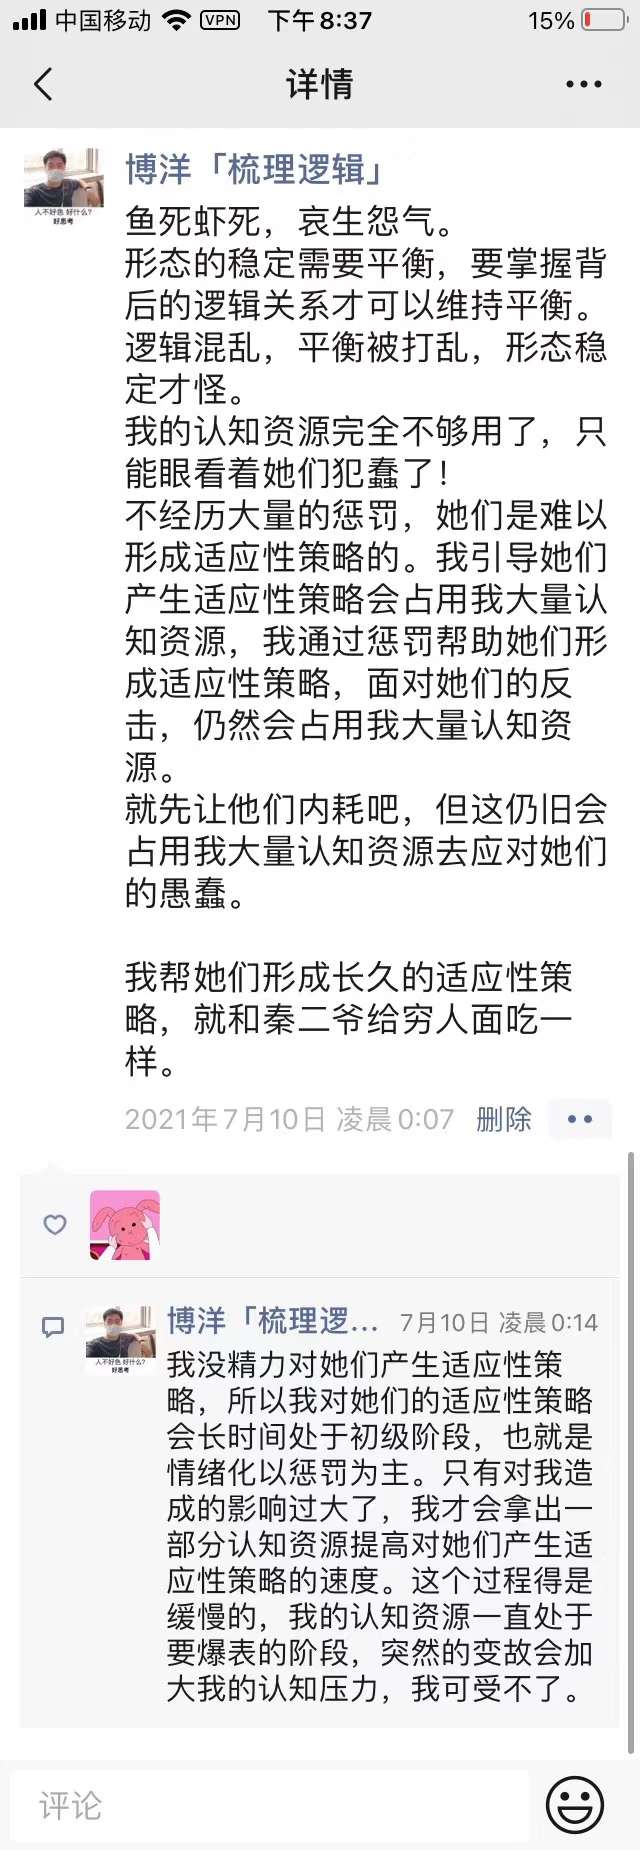 中国移动 VPN 下午8:37 15%
详情
人不好色 好什么?
好思考
博洋「梳理逻辑」
鱼死虾死，哀生怨气。
形态的稳定需要平衡，要掌握背
后的逻辑关系才可以维持平衡。
逻辑混乱，平衡被打乱，形态稳
定才怪。
我的认知资源完全不够用了，只
能眼看着她们犯蠢了！
不经历大量的惩罚，她们是难以
形成适应性策略的。我引导她们
产生适应性策略会占用我大量认
知资源，我通过惩罚帮助她们形
成适应性策略，面对她们的反
击，仍然会占用我大量认知资
源。
就先让他们内耗吧，但这仍旧会
占用我大量认知资源去应对她们
的愚蠢。
我帮她们形成长久的适应性策
略，就和秦二爷给穷人面吃一
样。
2021年7月10日 凌晨0:07 删除
博洋「梳理逻... 7月10日 凌晨0:14
人不好色 好什么?
好思考
我没精力对她们产生适应性策
略，所以我对她们的适应性策略
会长时间处于初级阶段，也就是
情绪化以惩罚为主。只有对我造
成的影响过大了，我才会拿出一
部分认知资源提高对她们产生适
应性策略的速度。这个过程得是
缓慢的，我的认知资源一直处于
要爆表的阶段，突然的变故会加
大我的认知压力，我可受不了。
评论